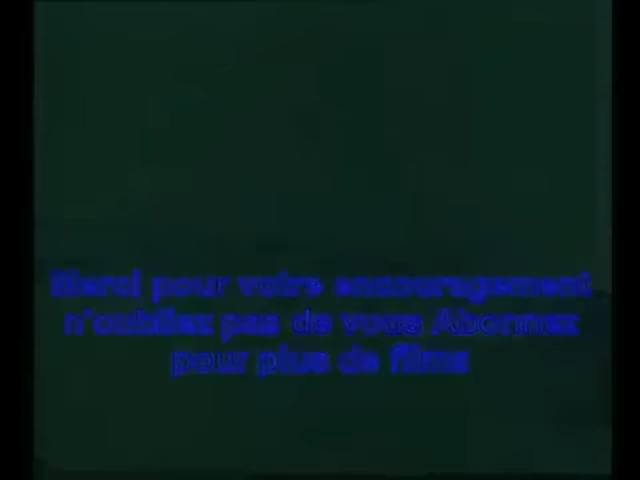 Merci pour votre encouragement
n'oubliez pas de vous Abonnez
pour plus de films